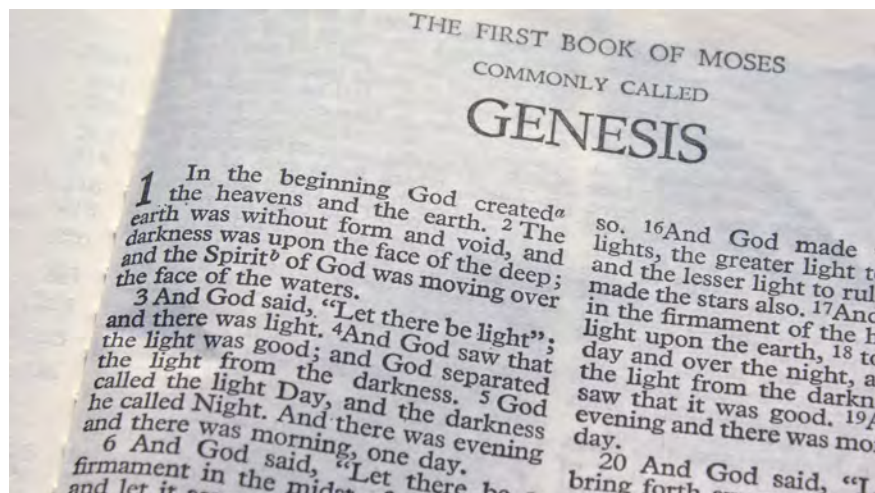 THE FIRST BOOK OF MOSES
COMMONLY CALLED
GENESIS
1 In the beginning God createdᵃ
the heavens and the earth. 2 The
earth was without form and void, and
darkness was upon the face of the deep;
and the Spiritᵇ of God was moving over
the face of the waters.
3 And God said, “Let there be light”;
and there was light. 4And God saw that
the light was good; and God separated
the light from the darkness. 5 God
called the light Day, and the darkness
he called Night. And there was evening
and there was morning, one day.
6 And God said, “Let there be
firmament in the midst
and let it
so. 16And God made
lights, the greater light
and the lesser light to
made the stars also. 17And
in the firmament of the
light upon the earth, 18
day and over the night,
the light from the
saw that it was good.
evening and there was
day.
20 And God said,
bring forth